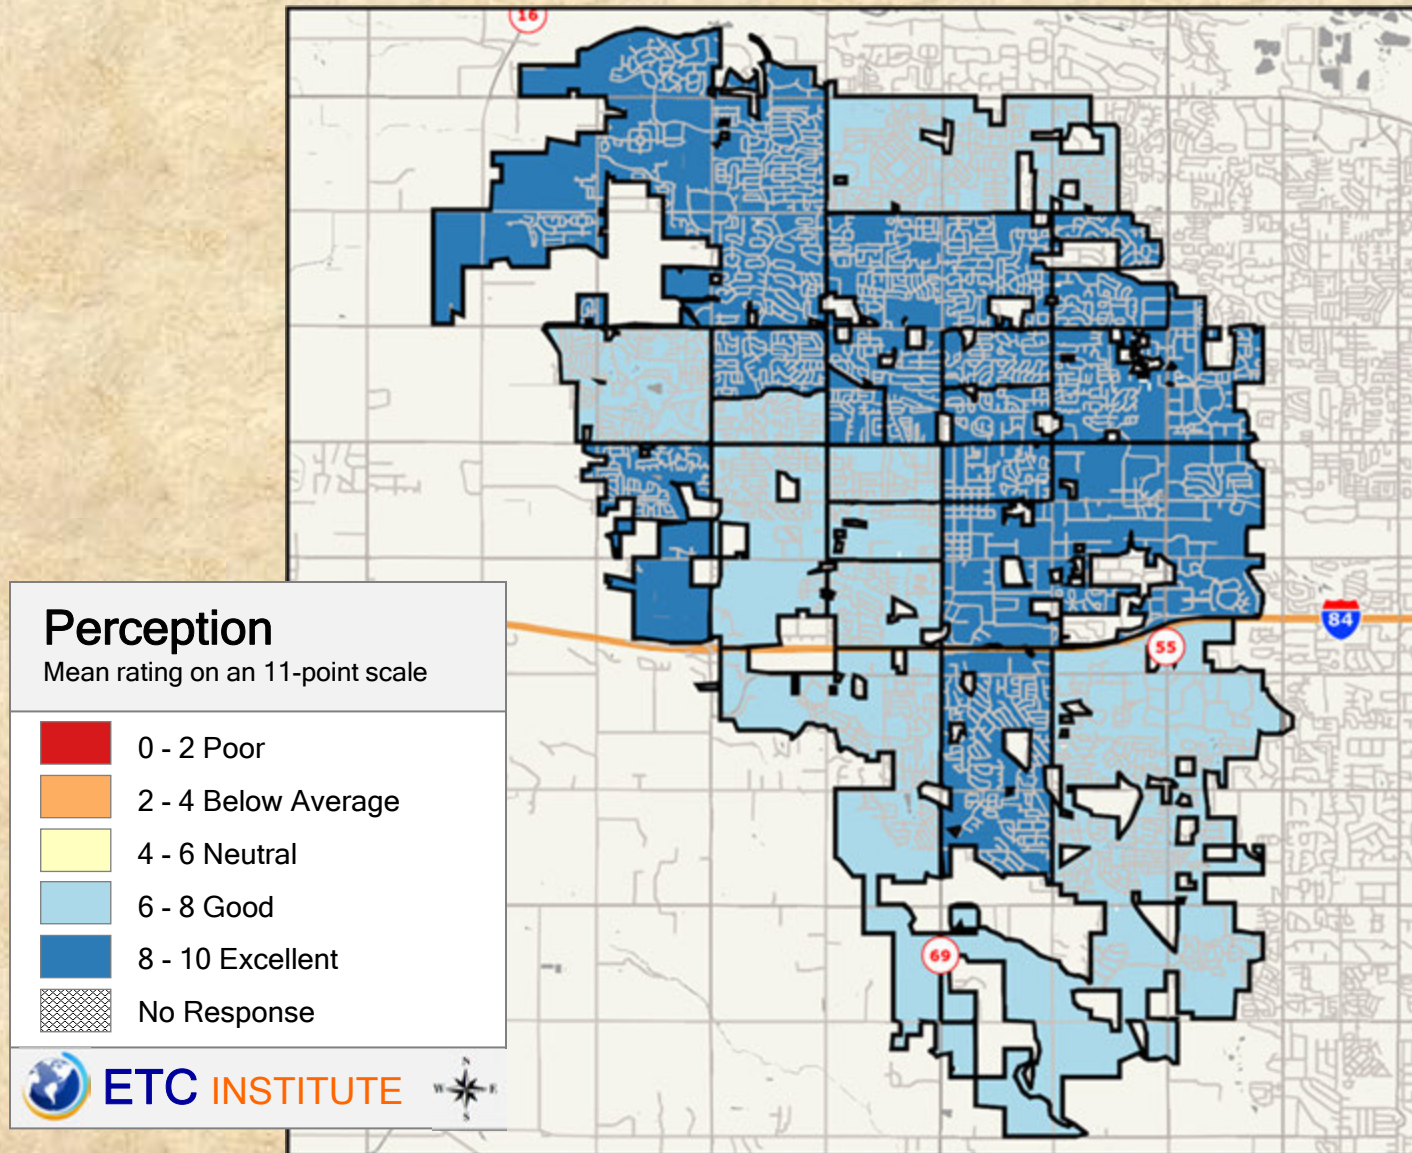 16
84
55
Perception
Mean rating on an 11-point scale
0 - 2 Poor
2 - 4 Below Average
4 - 6 Neutral
6 - 8 Good
8 - 10 Excellent
No Response
69
ETC INSTITUTE
N
W E
S